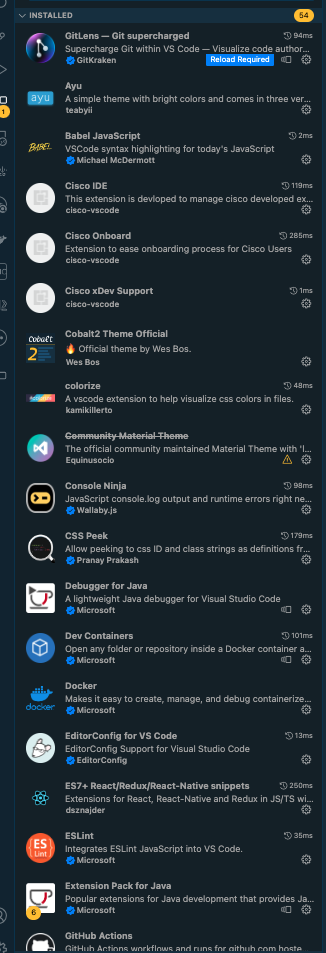 INSTALLED 54
GitLens — Git supercharged 94ms
Supercharge Git within VS Code — Visualize code author...
GitKraken Reload Required
ayu
Ayu
A simple theme with bright colors and comes in three ver...
teabyii
1
BABEL
Babel JavaScript 2ms
VSCode syntax highlighting for today's JavaScript
Michael McDermott
Cisco IDE 119ms
This extension is devloped to manage cisco developed ex...
cisco-vscode
Cisco Onboard 285ms
Extension to ease onboarding process for Cisco Users
cisco-vscode
Cisco xDev Support 1ms
cisco-vscode
Cobalt2
Cobalt2 Theme Official
🔥 Official theme by Wes Bos.
Wes Bos
colorize 48ms
A vscode extension to help visualize css colors in files.
kamikillerto
Community Material Theme
The official community maintained Material Theme with 'l...
Equinusocio
Console Ninja 98ms
JavaScript console.log output and runtime errors right ne...
Wallaby.js
CSS Peek 179ms
Allow peeking to css ID and class strings as definitions fr...
Pranay Prakash
Debugger for Java
A lightweight Java debugger for Visual Studio Code
Microsoft
Dev Containers 101ms
Open any folder or repository inside a Docker container a...
Microsoft
docker
Docker
Makes it easy to create, manage, and debug containerize...
Microsoft
EditorConfig for VS Code 13ms
EditorConfig Support for Visual Studio Code
EditorConfig
ES7+ React/Redux/React-Native snippets 250ms
Extensions for React, React-Native and Redux in JS/TS wi...
dsznajder
ES
Lint
ESLint 35ms
Integrates ESLint JavaScript into VS Code.
Microsoft
Extension Pack for Java
Popular extensions for Java development that provides Ja...
6
Microsoft
GitHub Actions
GitHub Actions workflows and runs for github.com hoste...